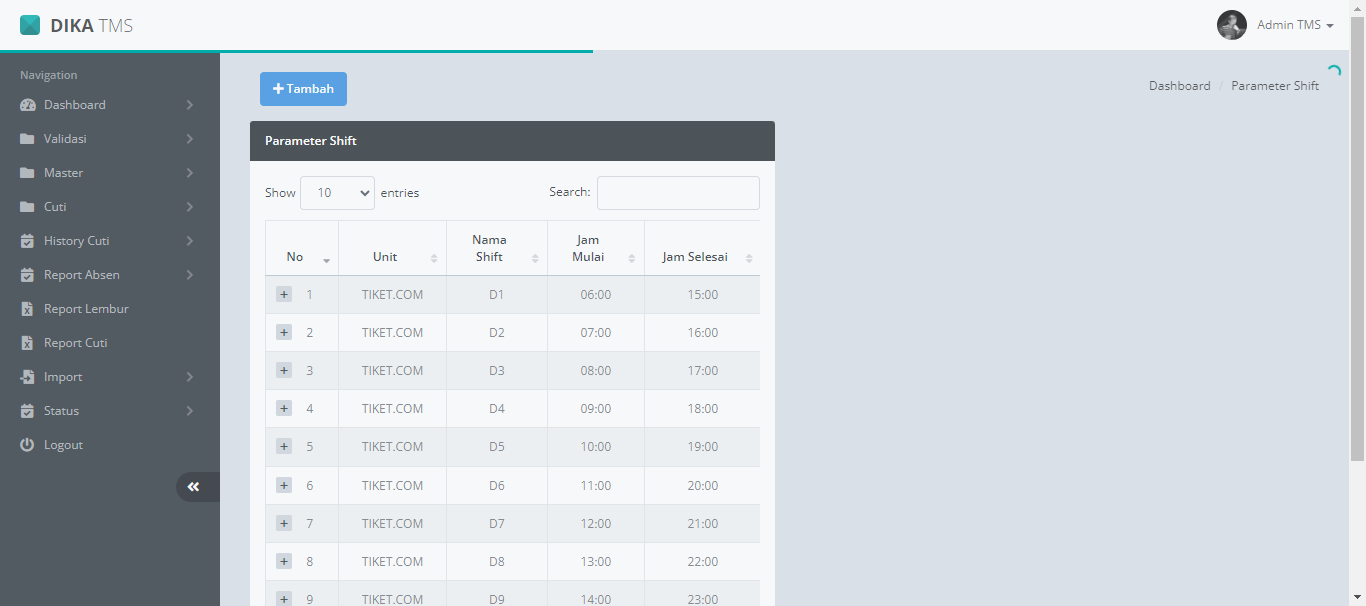 DIKA TMS
Admin TMS
Navigation
Dashboard
Validasi
Master
Cuti
History Cuti
Report Absen
Report Lembur
Report Cuti
Import
Status
Logout
+ Tambah
Dashboard / Parameter Shift
Parameter Shift
Show 10 entries
Search:
No Unit Nama Shift Jam Mulai Jam Selesai
+ 1 TIKET.COM D1 06:00 15:00
+ 2 TIKET.COM D2 07:00 16:00
+ 3 TIKET.COM D3 08:00 17:00
+ 4 TIKET.COM D4 09:00 18:00
+ 5 TIKET.COM D5 10:00 19:00
+ 6 TIKET.COM D6 11:00 20:00
+ 7 TIKET.COM D7 12:00 21:00
+ 8 TIKET.COM D8 13:00 22:00
+ 9 TIKET.COM D9 14:00 23:00